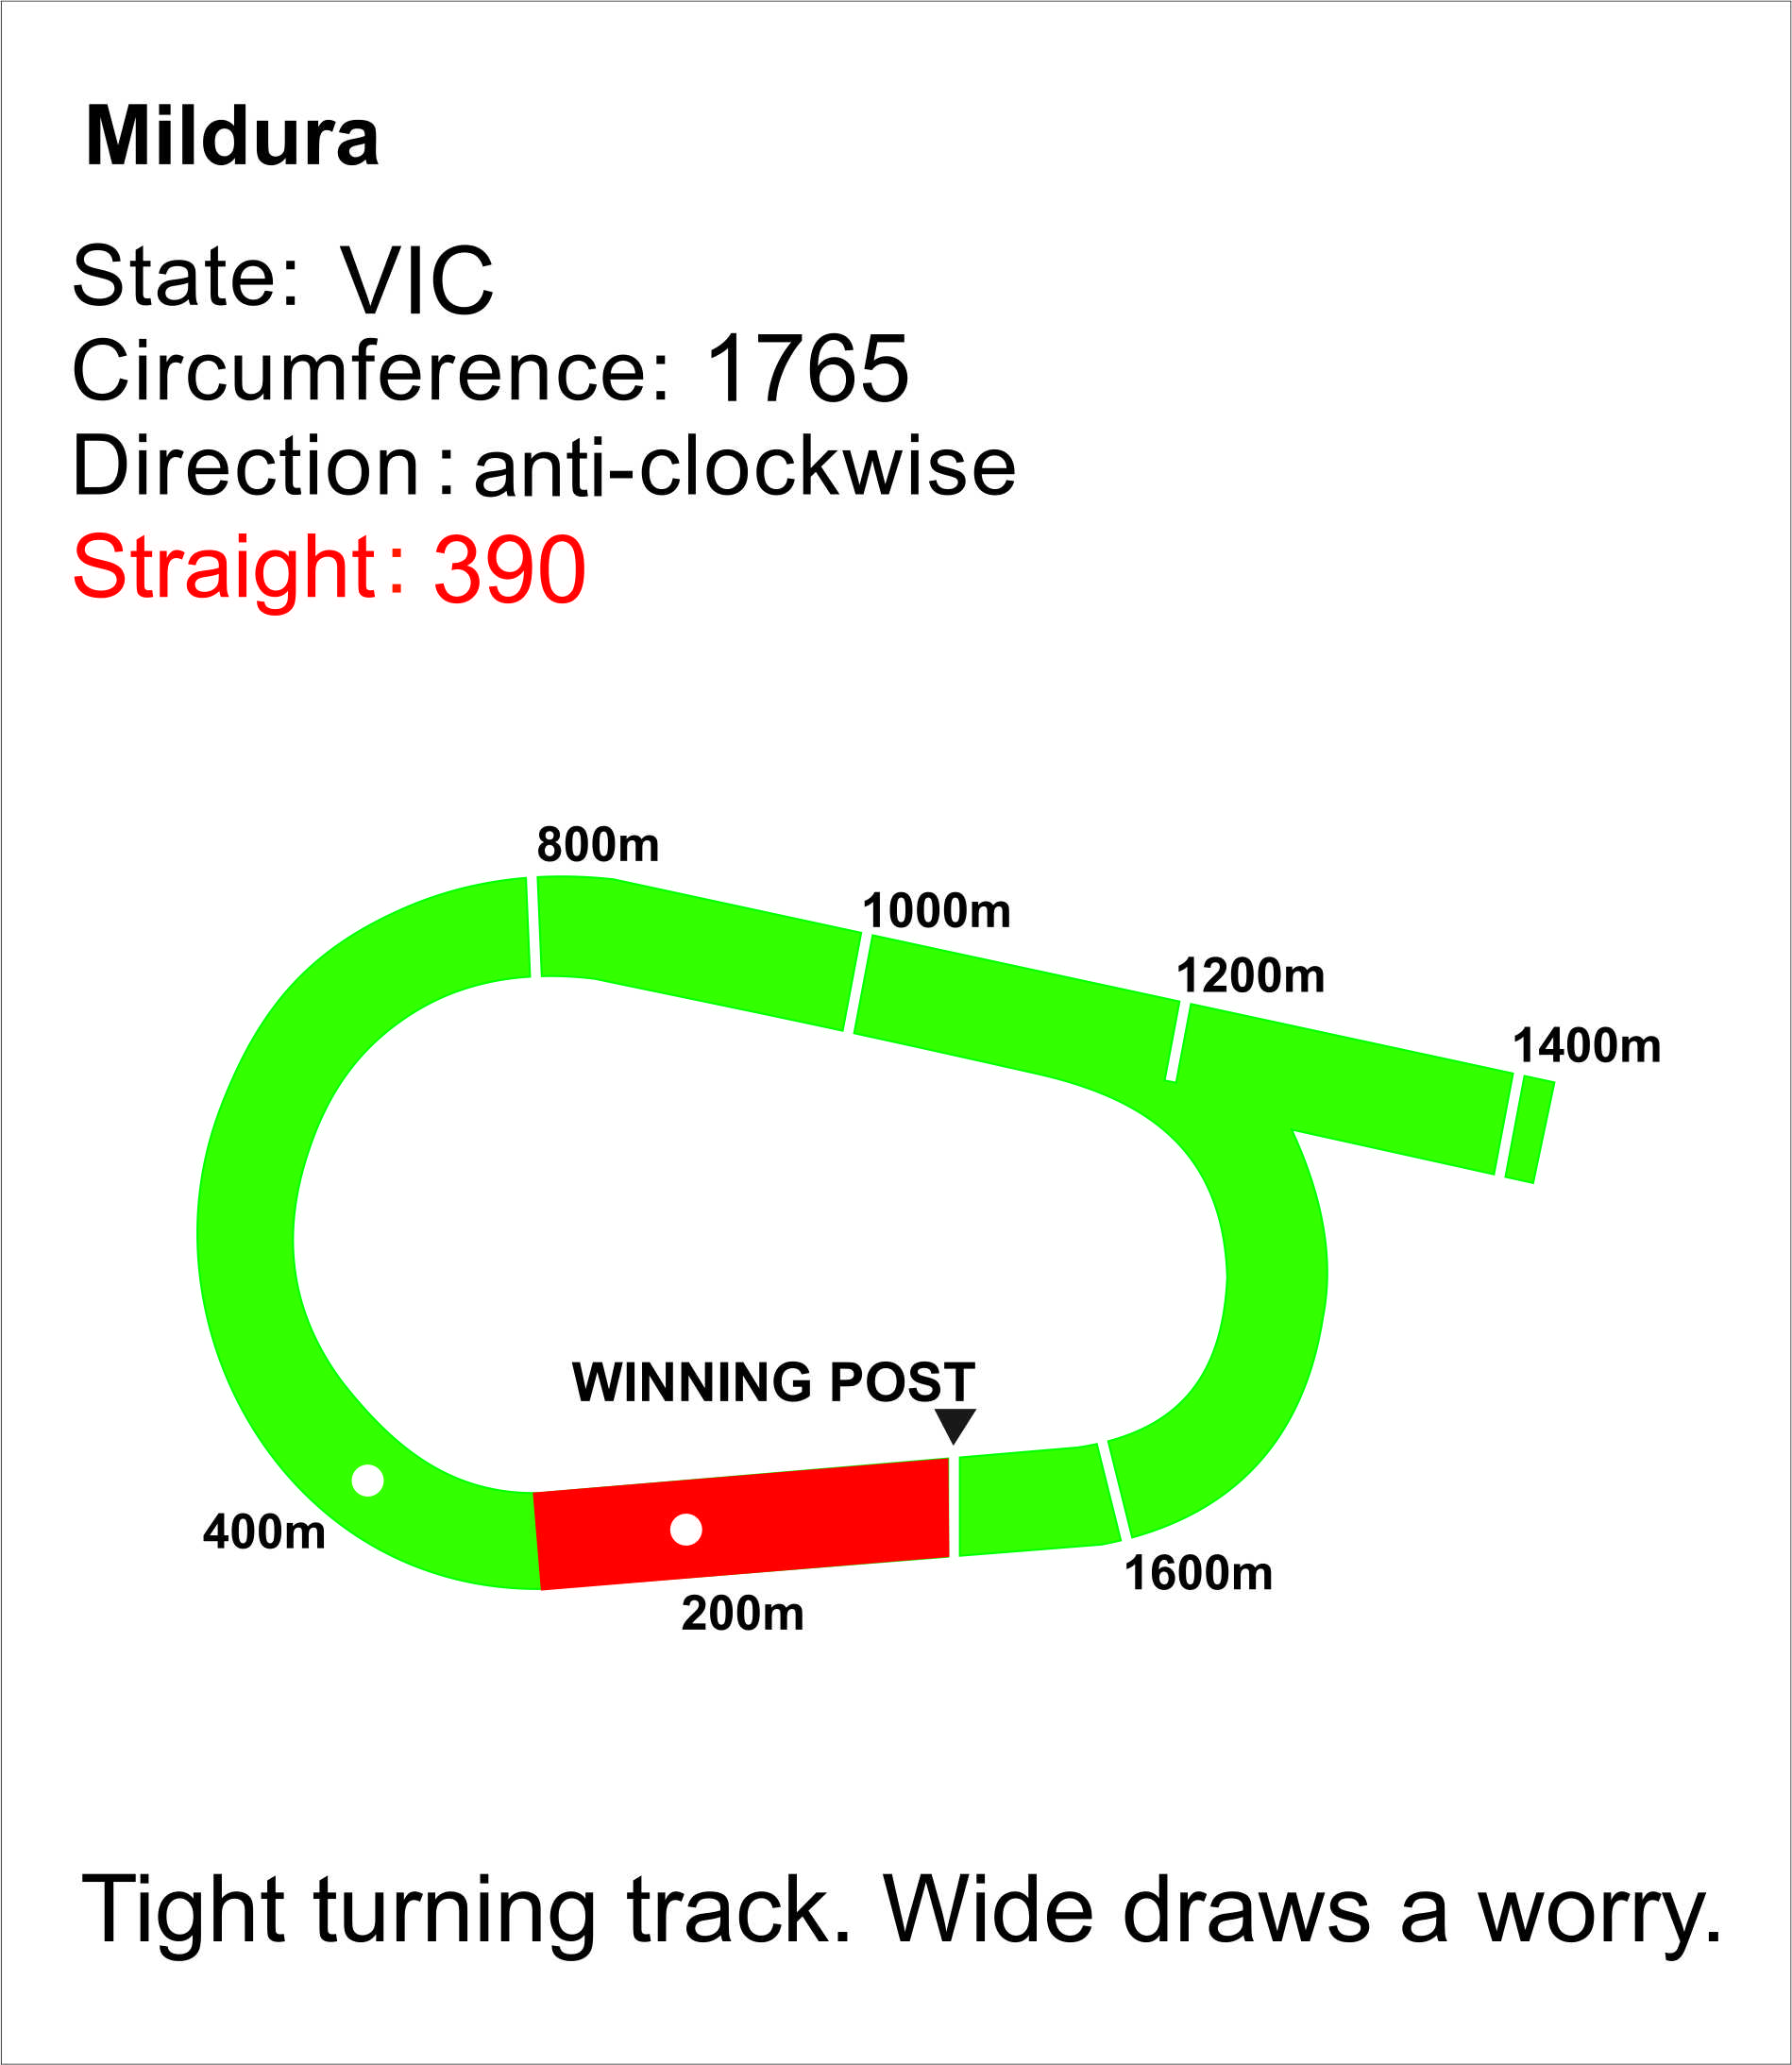 Mildura
State: VIC
Circumference: 1765
Direction : anti-clockwise
Straight: 390
800m
1000m
1200m
1400m
WINNING POST
400m
1600m
200m
Tight turning track. Wide draws a worry.